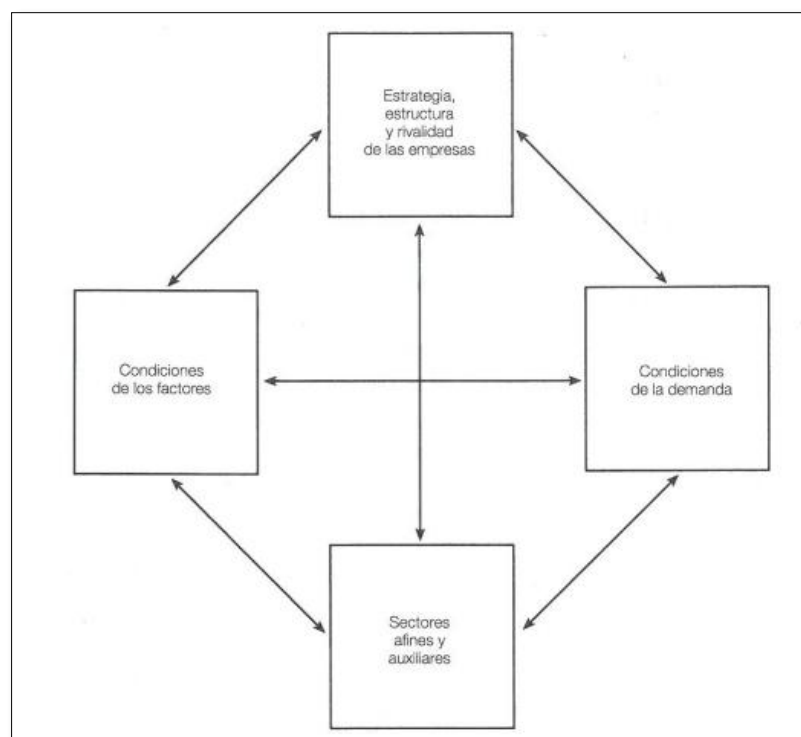 Estrategia,
estructura
y rivalidad
de las empresas
Condiciones
de los factores
Condiciones
de la demanda
Sectores
afines y
auxiliares